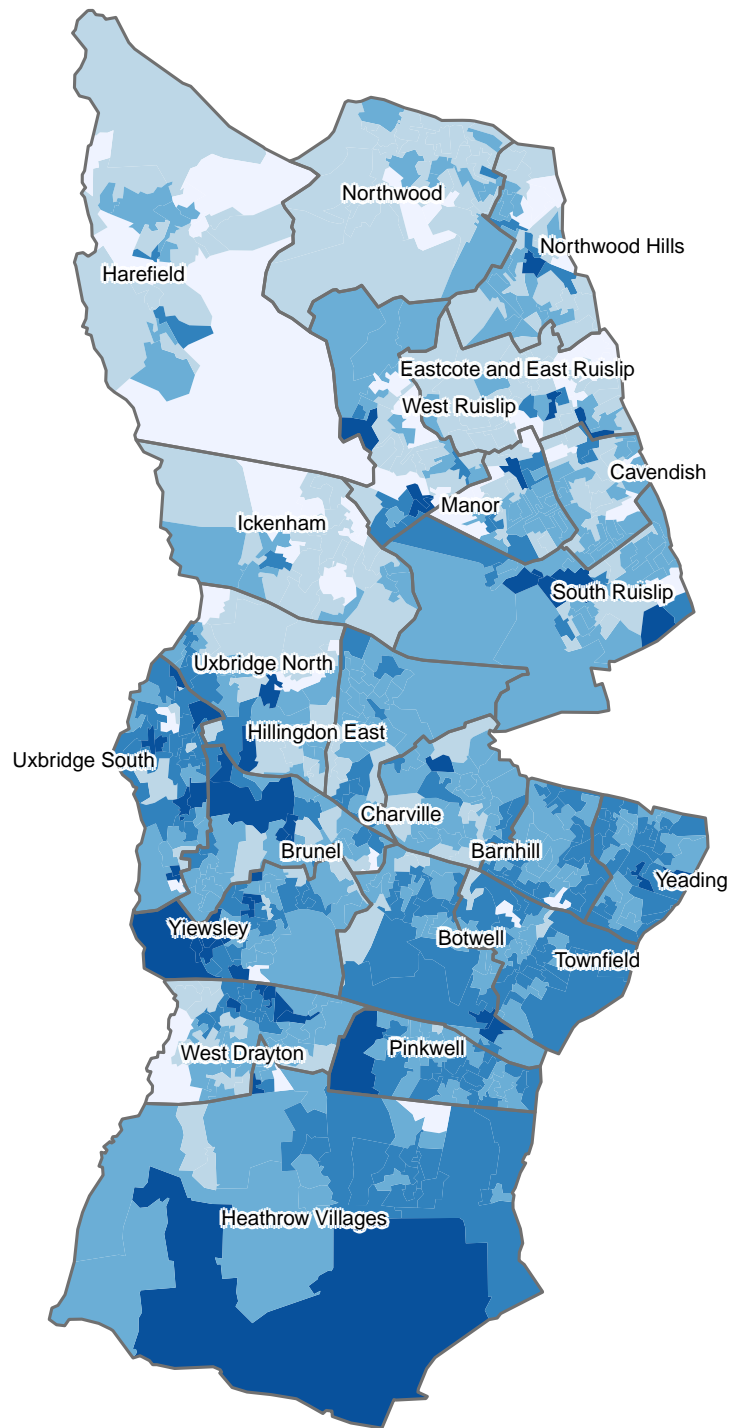 Northwood
Northwood Hills
Harefield
Eastcote and East Ruislip
West Ruislip
Cavendish
Manor
Ickenham
South Ruislip
Uxbridge North
Hillingdon East
Uxbridge South
Charville
Brunel
Barnhill
Yeading
Yiewsley
Botwell
Townfield
West Drayton
Pinkwell
Heathrow Villages